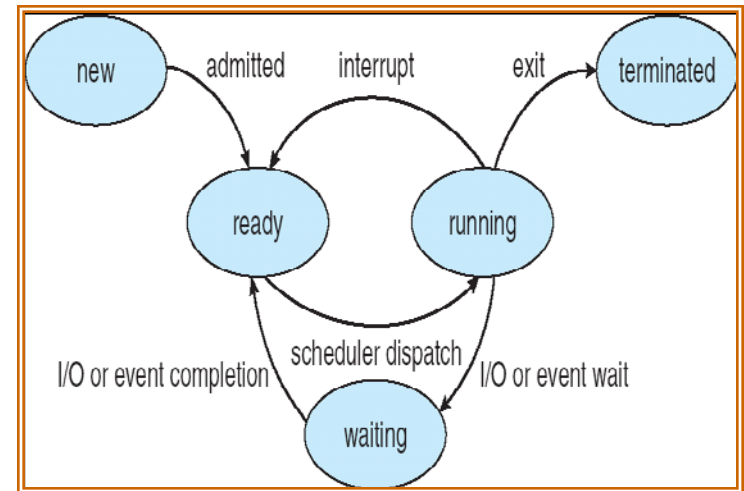 new
admitted
interrupt
exit
terminated
ready
running
scheduler dispatch
I/O or event completion
I/O or event wait
waiting